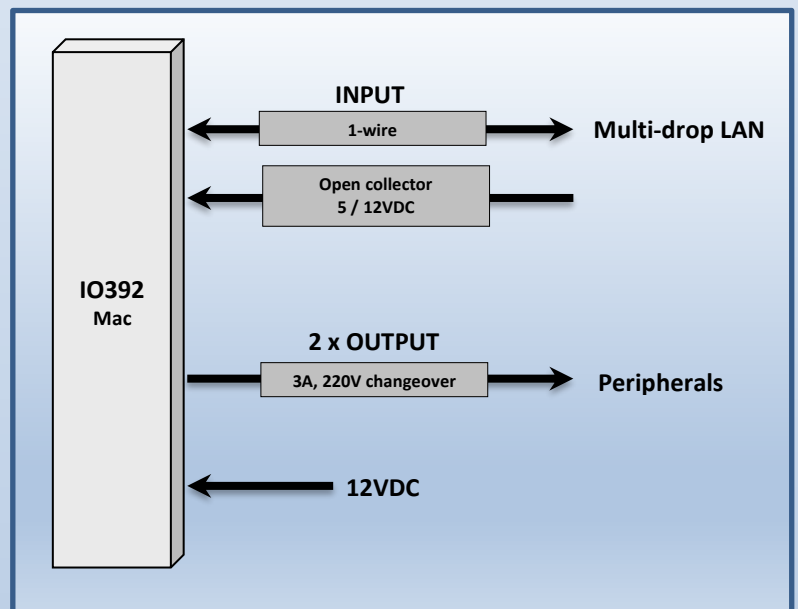 INPUT
1-wire
Multi-drop LAN
Open collector
5 / 12VDC
IO392
Mac
2 x OUTPUT
3A, 220V changeover
Peripherals
12VDC